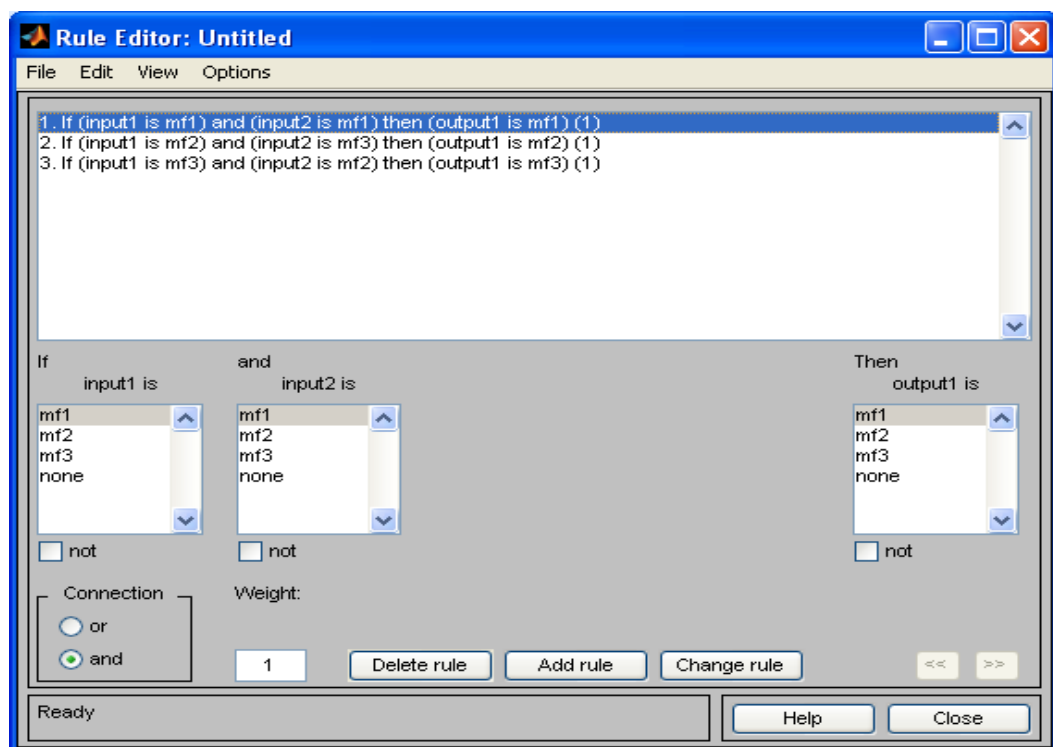 Rule Editor: Untitled
File Edit View Options
1. If (input1 is mf1) and (input2 is mf1) then (output1 is mf1) (1)
2. If (input1 is mf2) and (input2 is mf3) then (output1 is mf2) (1)
3. If (input1 is mf3) and (input2 is mf2) then (output1 is mf3) (1)
If and Then
input1 is input2 is output1 is
mf1 mf1 mf1
mf2 mf2 mf2
mf3 mf3 mf3
none none none
not not not
Connection Weight:
or
and 1 Delete rule Add rule Change rule << >>
Ready Help Close